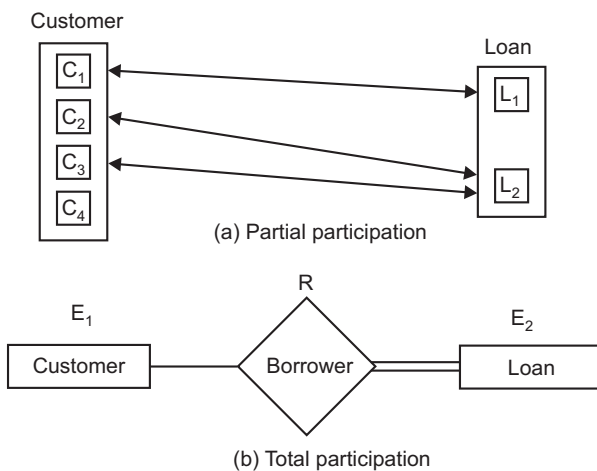 Customer
Loan
C₁
L₁
C₂
C₃
L₂
C₄
(a) Partial participation
R
E₁
E₂
Customer
Borrower
Loan
(b) Total participation